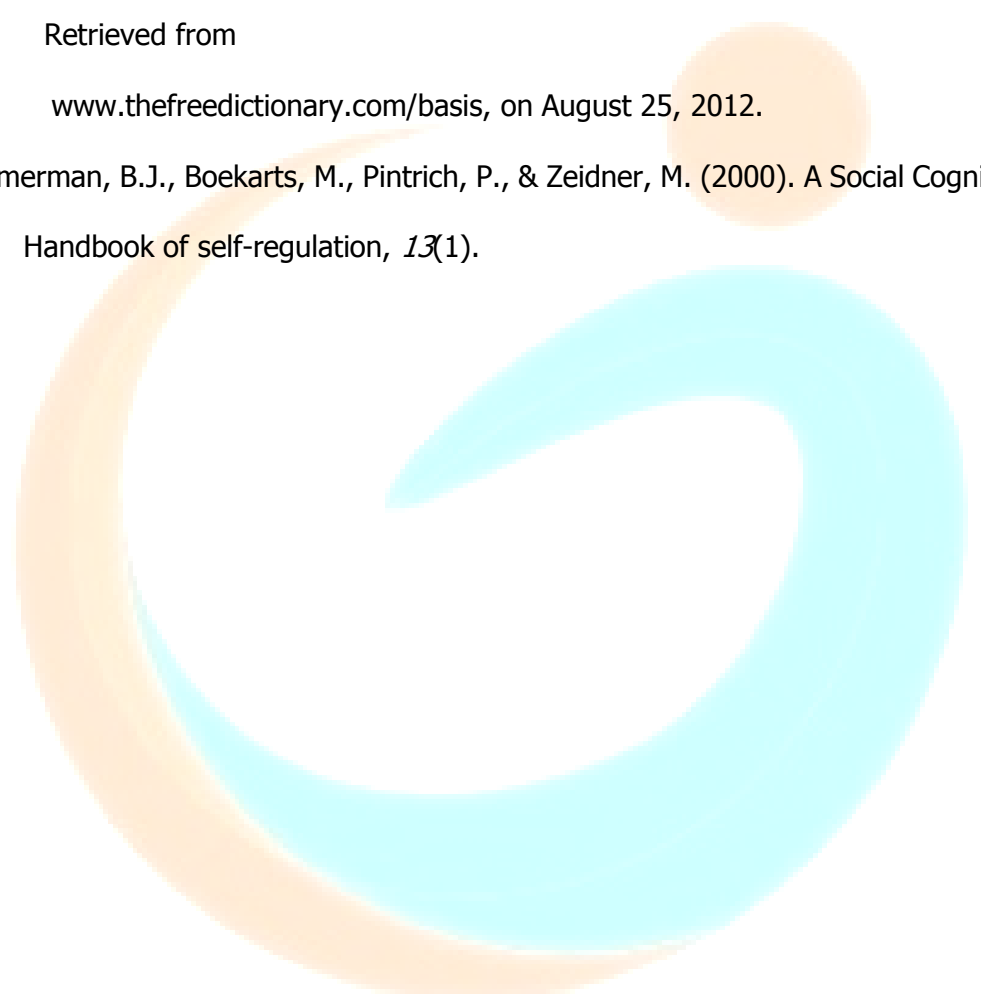 Retrieved from
www.thefreedictionary.com/basis, on August 25, 2012.
merman, B.J., Boekarts, M., Pintrich, P., & Zeidner, M. (2000). A Social Cogni
Handbook of self-regulation, 13(1).